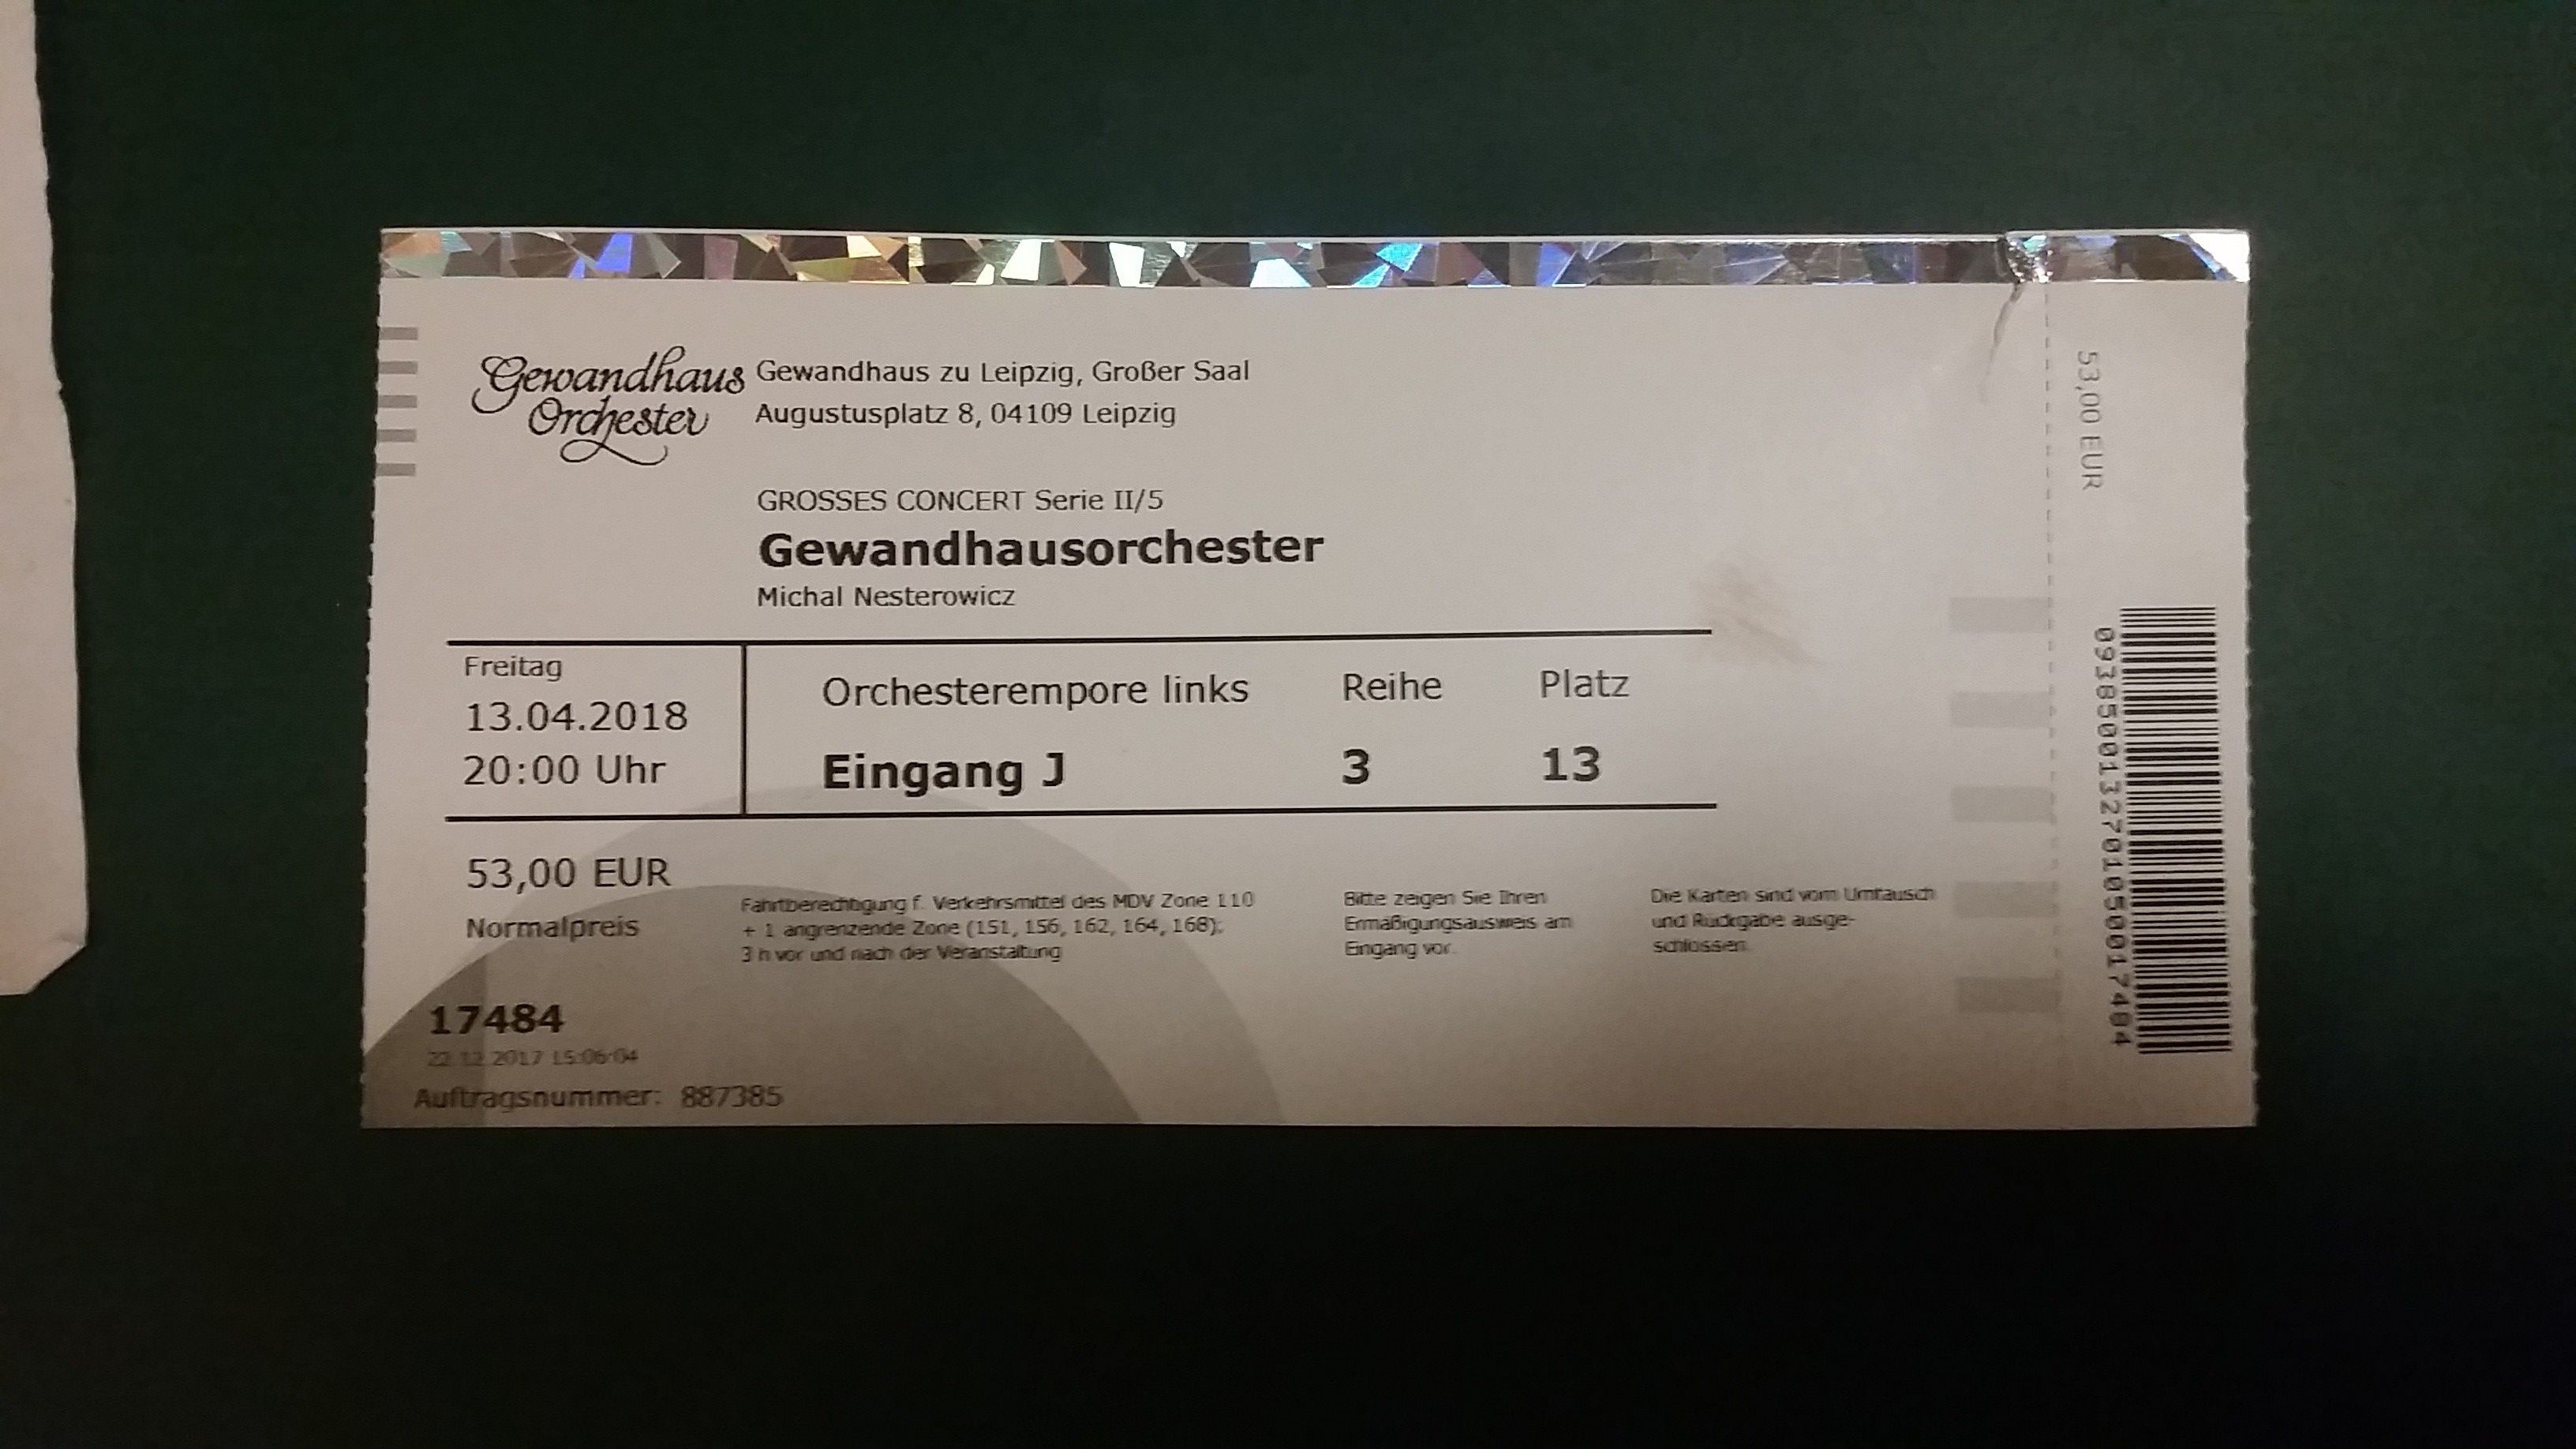 Gewandhaus
Orchester
Gewandhaus zu Leipzig, Großer Saal
Augustusplatz 8, 04109 Leipzig
GROSSES CONCERT Serie II/5
Gewandhausorchester
Michal Nesterowicz
Freitag
13.04.2018
20:00 Uhr
Orchesterempore links Reihe Platz
Eingang J 3 13
53,00 EUR
Normalpreis
Fahrtberechtigung f. Verkehrsmittel des MDV Zone 110
+ 1 angrenzende Zone (151, 156, 162, 164, 168);
3 h vor und nach der Veranstaltung
Bitte zeigen Sie Ihren
Ermäßigungsausweis am
Eingang vor.
Die Karten sind vom Umtausch
und Rückgabe ausge-
schlossen.
17484
22.12.2017 15:06:04
Auftragsnummer: 887385
53,00 EUR
0938500132701050017484